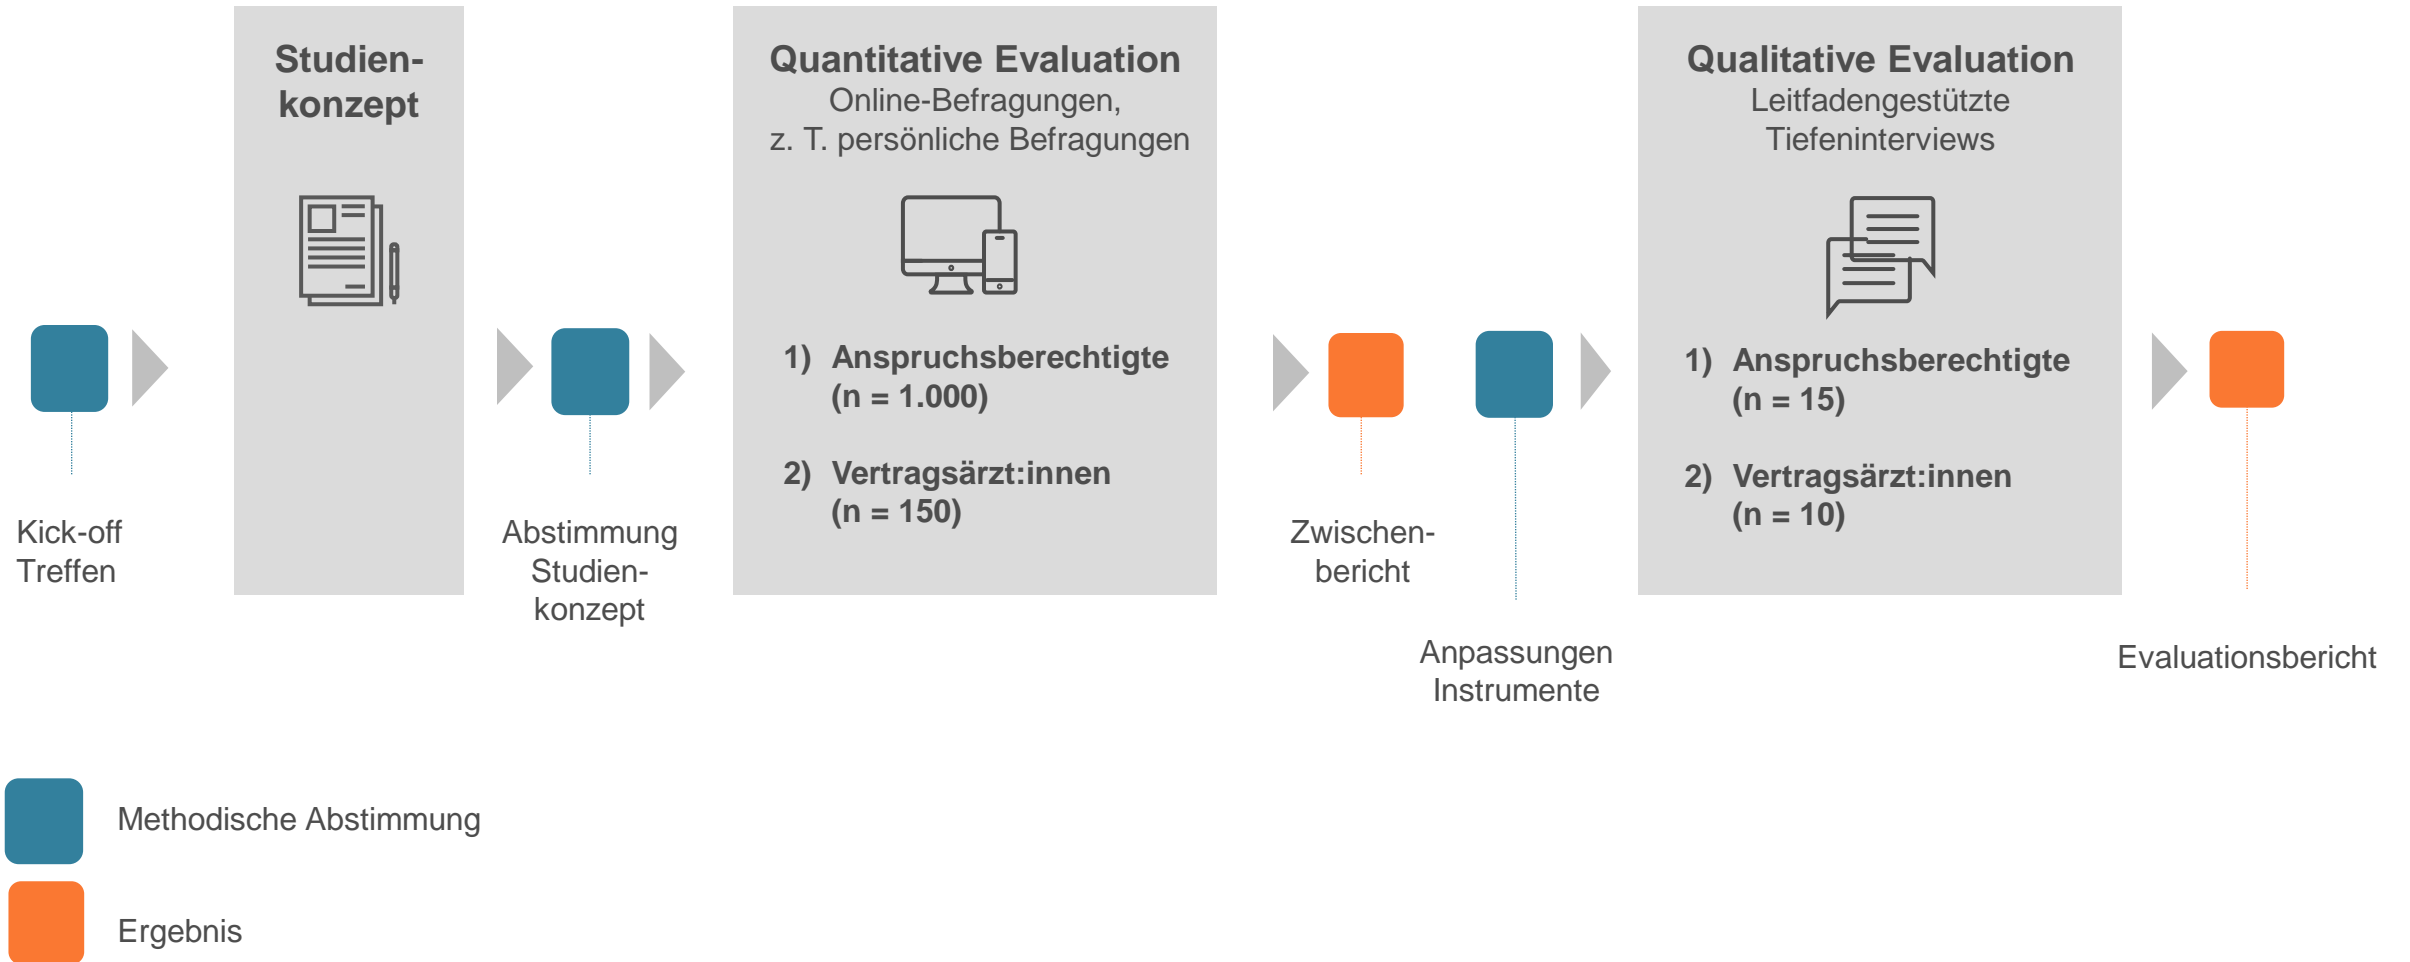 Studien-
konzept
Quantitative Evaluation
Online-Befragungen,
z. T. persönliche Befragungen
Qualitative Evaluation
Leitfadengestützte
Tiefeninterviews
1) Anspruchsberechtigte
(n = 1.000)
2) Vertragsärzt:innen
(n = 150)
1) Anspruchsberechtigte
(n = 15)
2) Vertragsärzt:innen
(n = 10)
Kick-off
Treffen
Abstimmung
Studien-
konzept
Zwischen-
bericht
Anpassungen
Instrumente
Evaluationsbericht
Methodische Abstimmung
Ergebnis